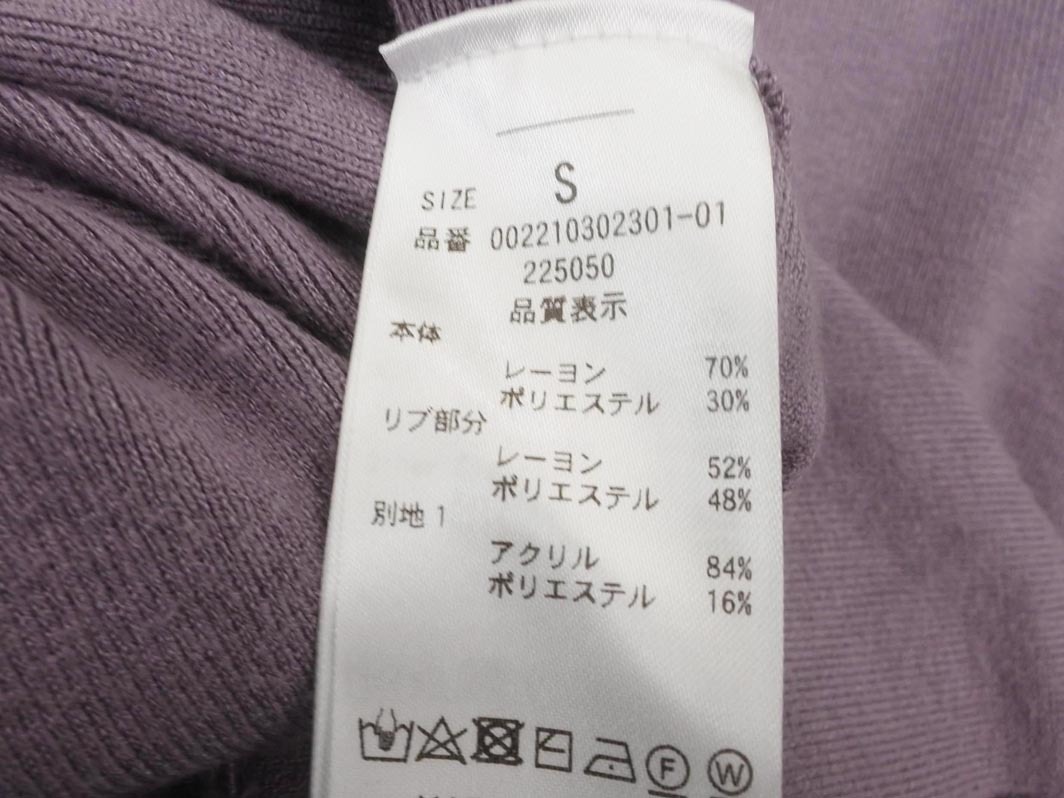 SIZE S
品番 002210302301-01
225050
品質表示
本体
レーヨン 70%
ポリエステル 30%
リブ部分
レーヨン 52%
ポリエステル 48%
別地1
アクリル 84%
ポリエステル 16%
F W